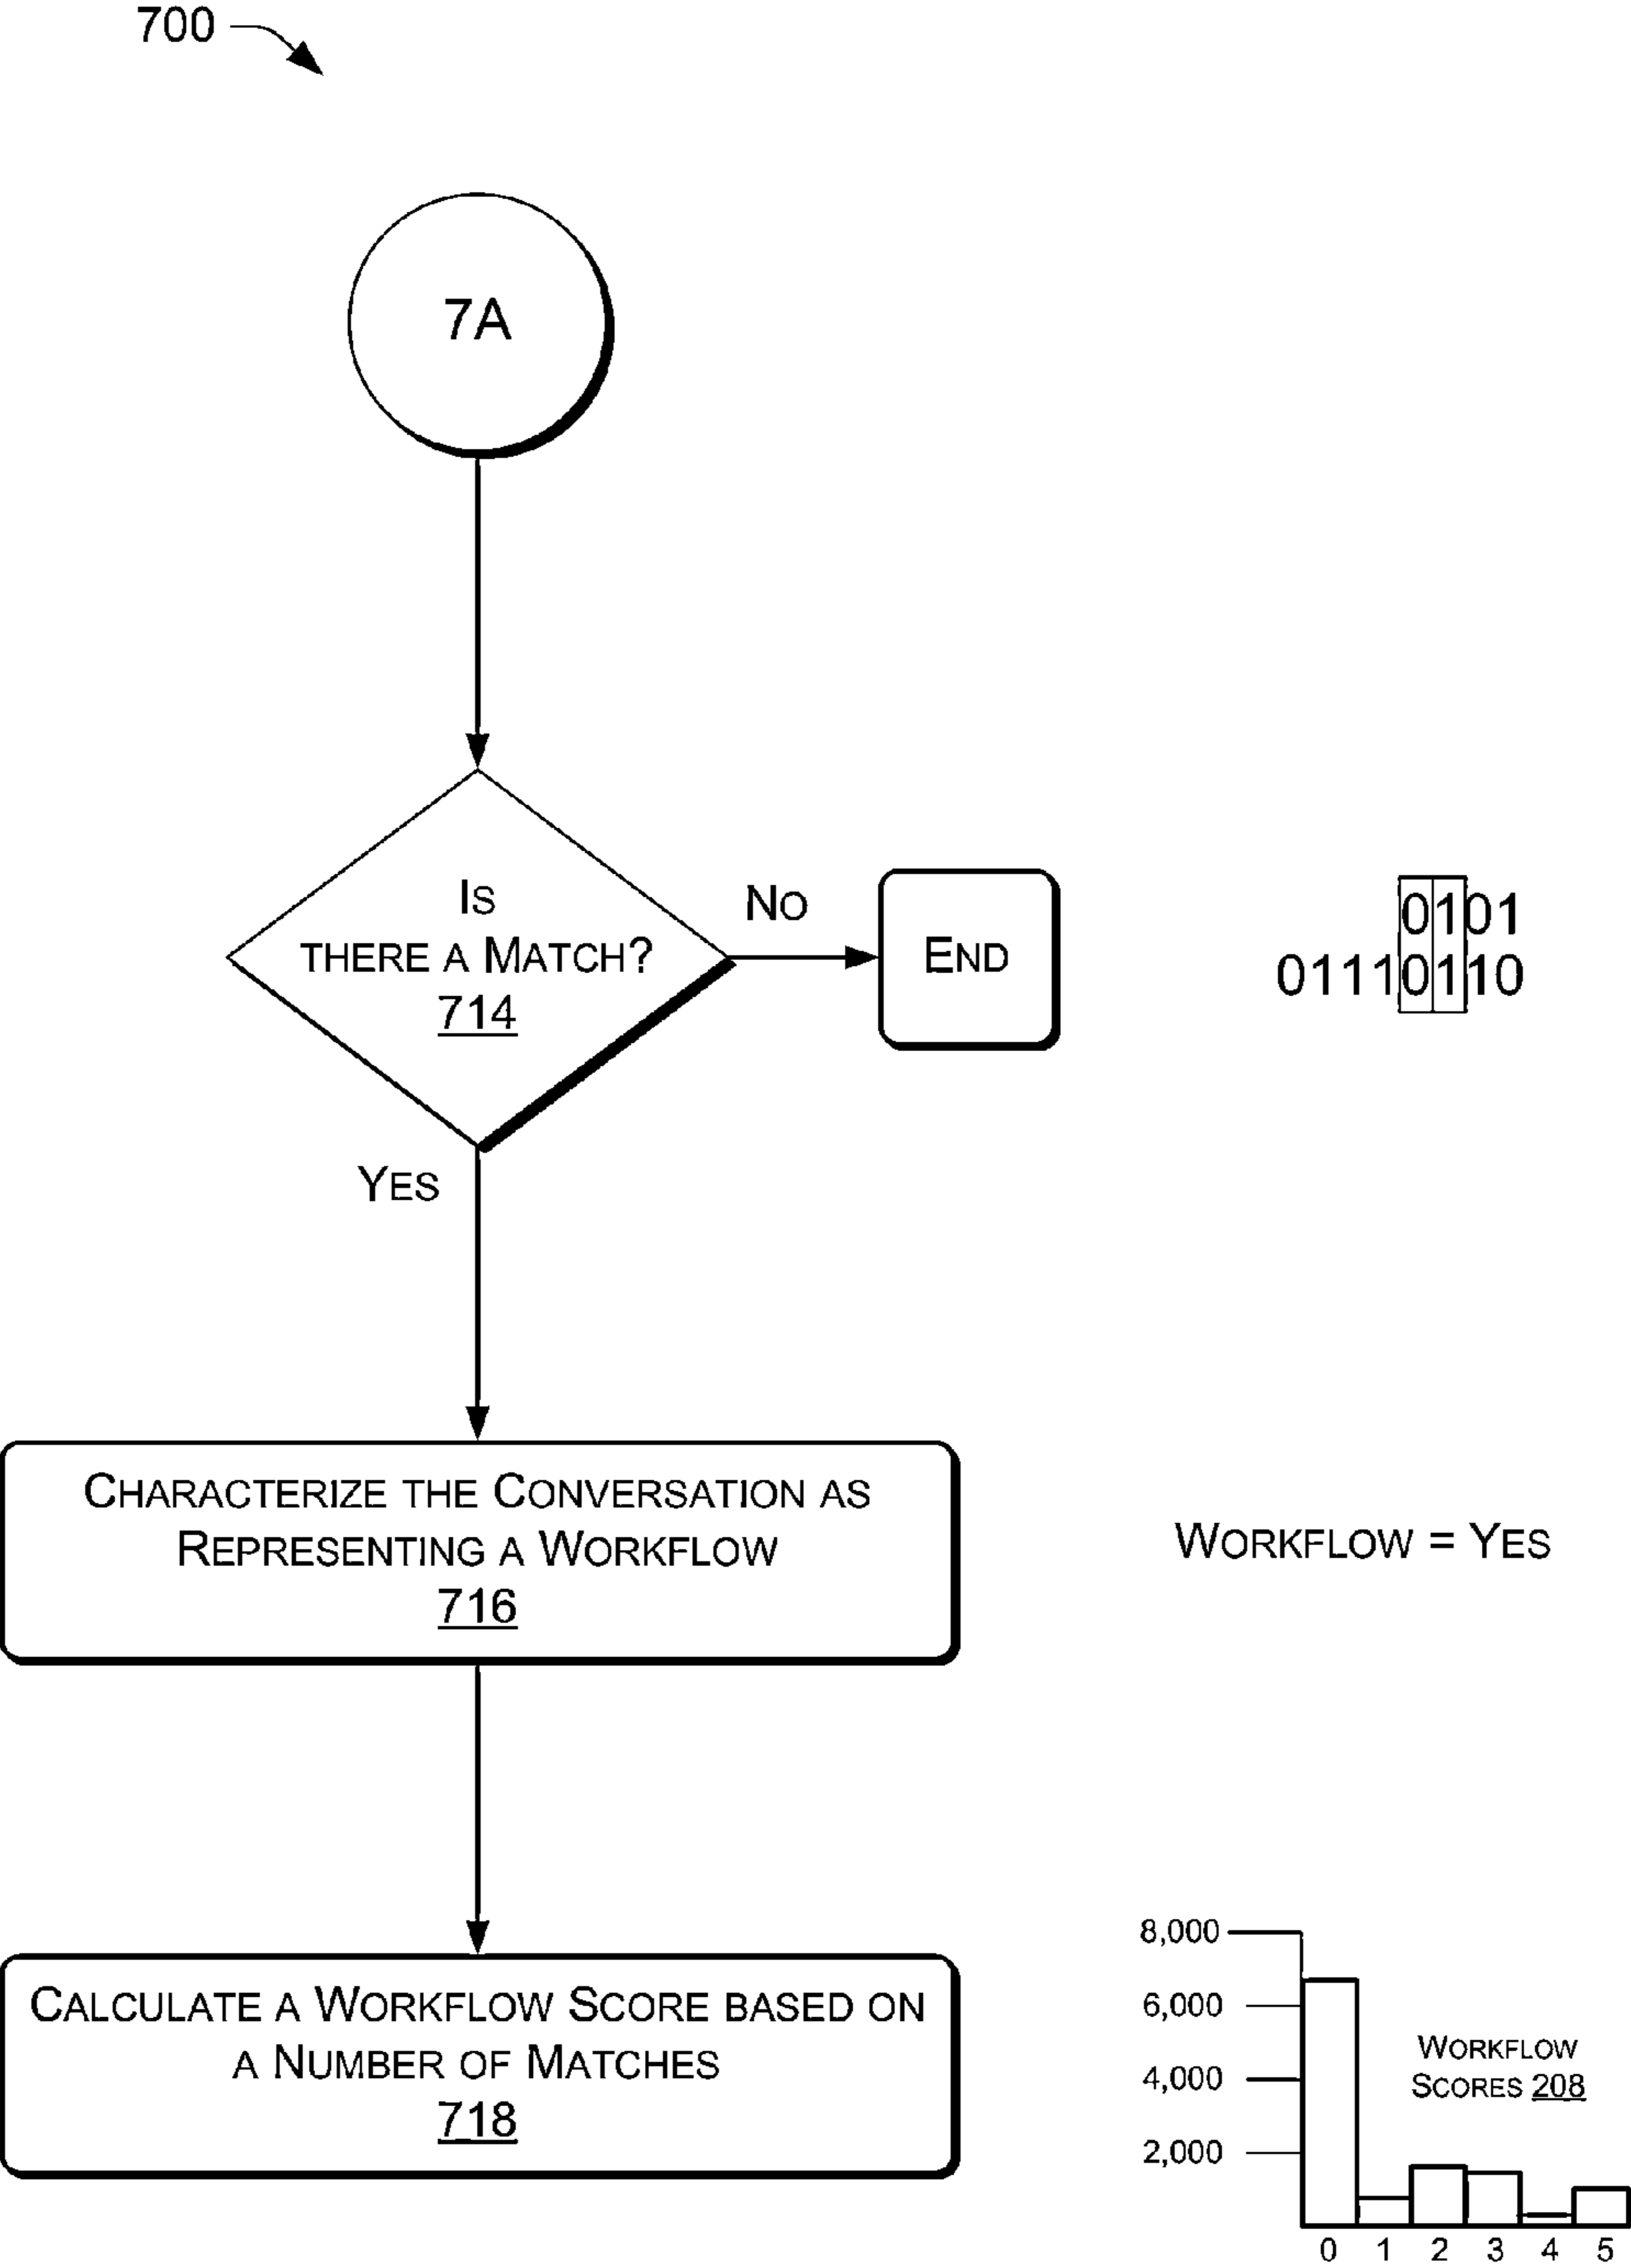 700
7A
IS
THERE A MATCH?
714
NO
END
0101
01110110
YES
CHARACTERIZE THE CONVERSATION AS
REPRESENTING A WORKFLOW
716
WORKFLOW = YES
CALCULATE A WORKFLOW SCORE BASED ON
A NUMBER OF MATCHES
718
8,000
6,000
4,000
2,000
WORKFLOW
SCORES 208
0 1 2 3 4 5